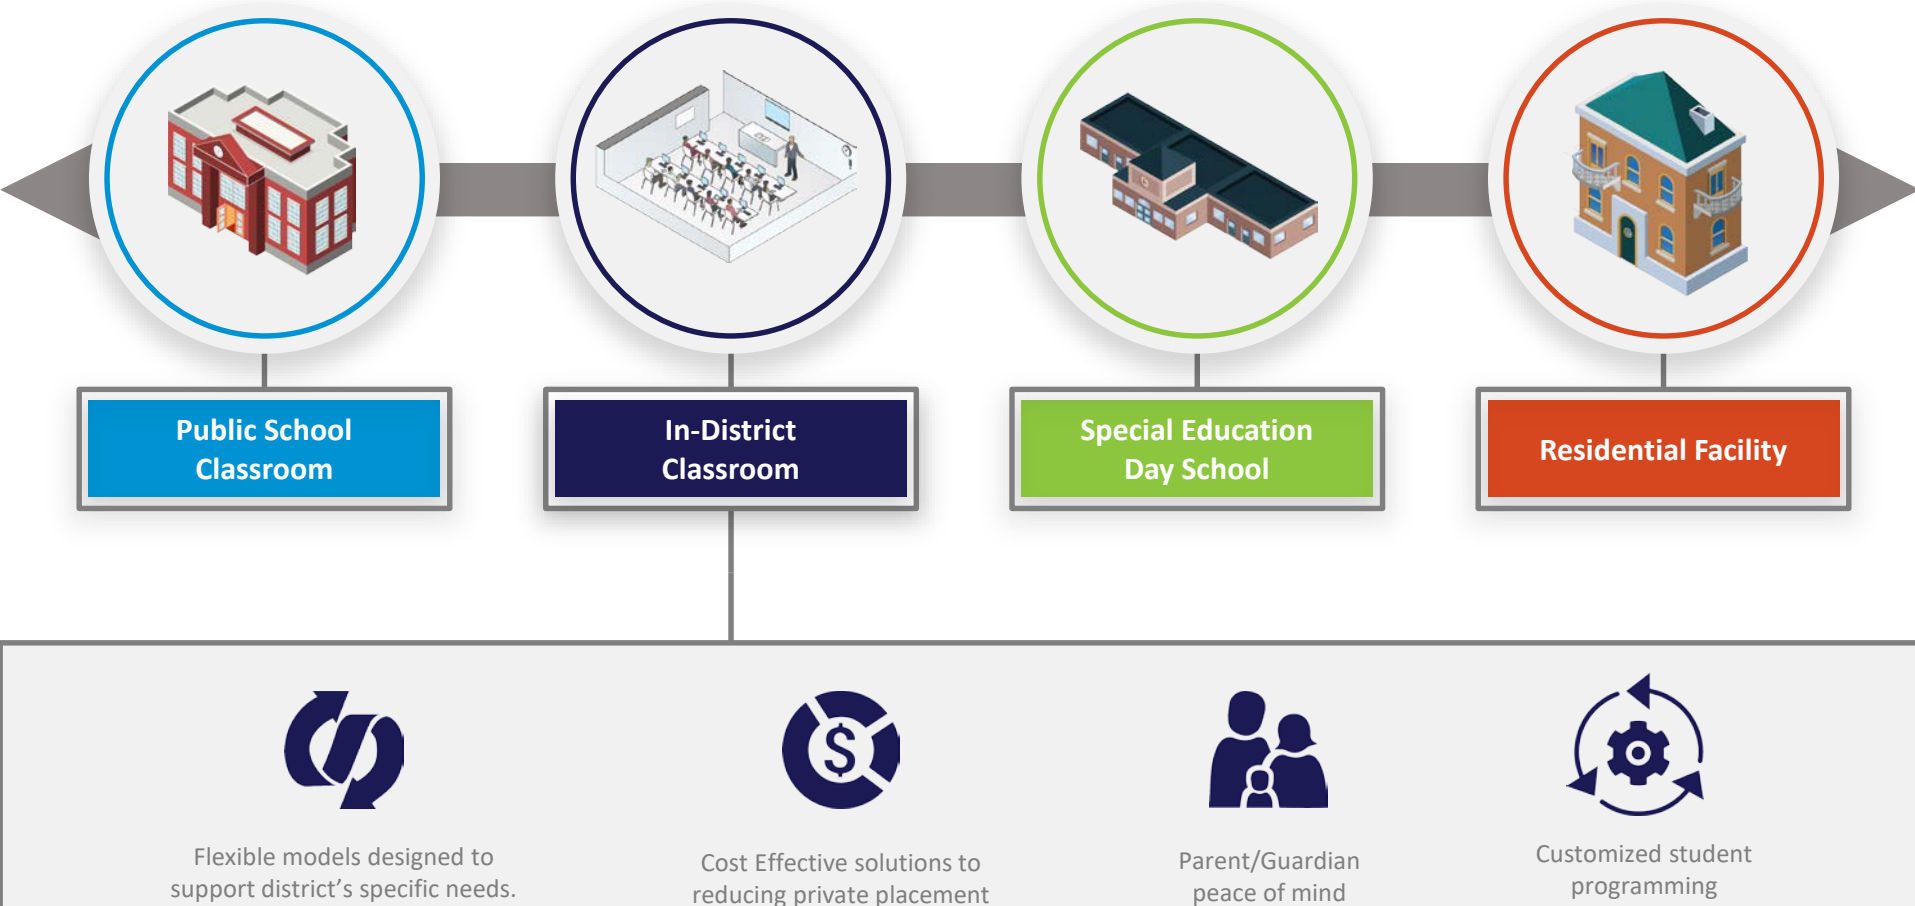 Public School
Classroom
In-District
Classroom
Special Education
Day School
Residential Facility
Flexible models designed to
support district’s specific needs.
Cost Effective solutions to
reducing private placement
Parent/Guardian
peace of mind
Customized student
programming